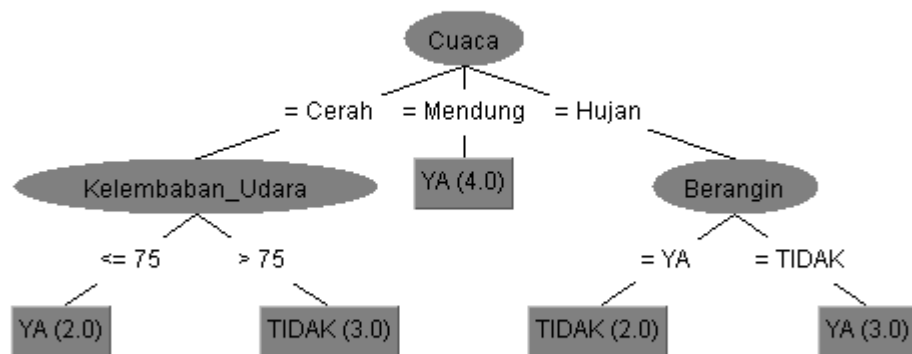 Cuaca
= Cerah
= Mendung
= Hujan
Kelembaban_Udara
YA (4.0)
Berangin
<= 75
> 75
= YA
= TIDAK
YA (2.0)
TIDAK (3.0)
TIDAK (2.0)
YA (3.0)